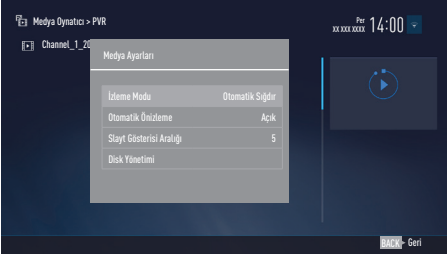 Medya Oynatıcı > PVR
Per
xx xxx xxxx 14:00
Channel_1_20
Medya Ayarları
İzleme Modu Otomatik Sığdır
Otomatik Önizleme Açık
Slayt Gösterisi Aralığı 5
Disk Yönetimi
BACK Geri